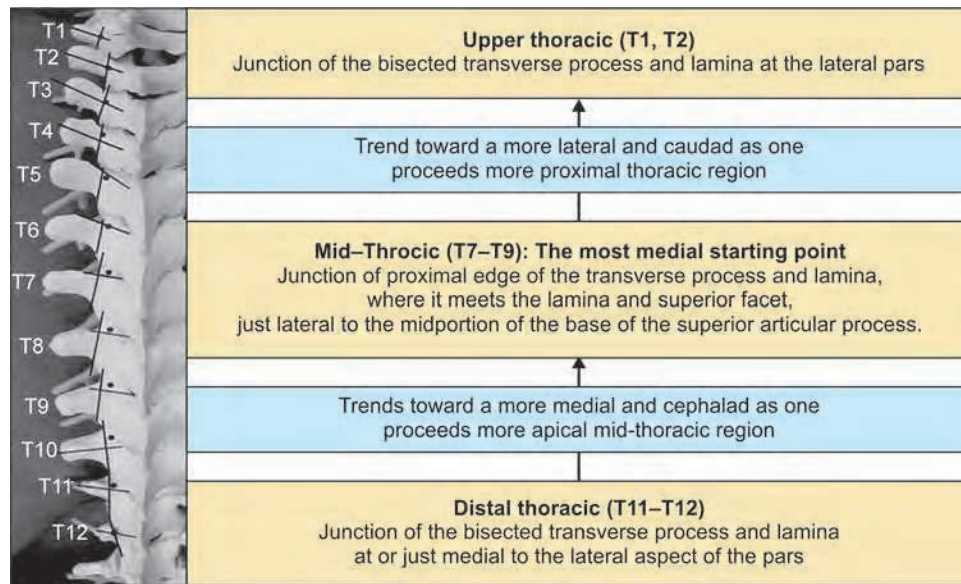 T1
T2
T3
T4
T5
T6
T7
T8
T9
T10
T11
T12
Upper thoracic (T1, T2)
Junction of the bisected transverse process and lamina at the lateral pars
Trend toward a more lateral and caudad as one
proceeds more proximal thoracic region
Mid–Throcic (T7–T9): The most medial starting point
Junction of proximal edge of the transverse process and lamina,
where it meets the lamina and superior facet,
just lateral to the midportion of the base of the superior articular process.
Trends toward a more medial and cephalad as one
proceeds more apical mid-thoracic region
Distal thoracic (T11–T12)
Junction of the bisected transverse process and lamina
at or just medial to the lateral aspect of the pars